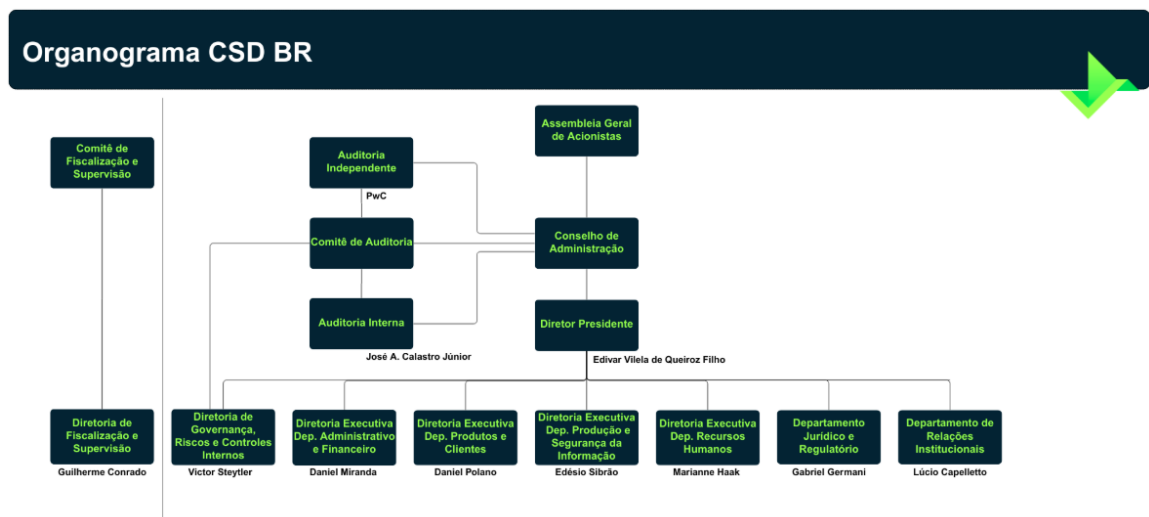 Organograma CSD BR
Assembleia Geral
de Acionistas
Comitê de
Fiscalização e
Supervisão
Auditoria
Independente
PwC
Comitê de Auditoria
Conselho de
Administração
Auditoria Interna
José A. Calastro Júnior
Diretor Presidente
Edivar Vilela de Queiroz Filho
Diretoria de
Fiscalização e
Supervisão
Guilherme Conrado
Diretoria de
Governança,
Riscos e Controles
Internos
Victor Steytler
Diretoria Executiva
Dep. Administrativo
e Financeiro
Daniel Miranda
Diretoria Executiva
Dep. Produtos e
Clientes
Daniel Polano
Diretoria Executiva
Dep. Produção e
Segurança da
Informação
Edésio Sibrão
Diretoria Executiva
Dep. Recursos
Humanos
Marianne Haak
Departamento
Jurídico e
Regulatório
Gabriel Germani
Departamento de
Relações
Institucionais
Lúcio Capelletto